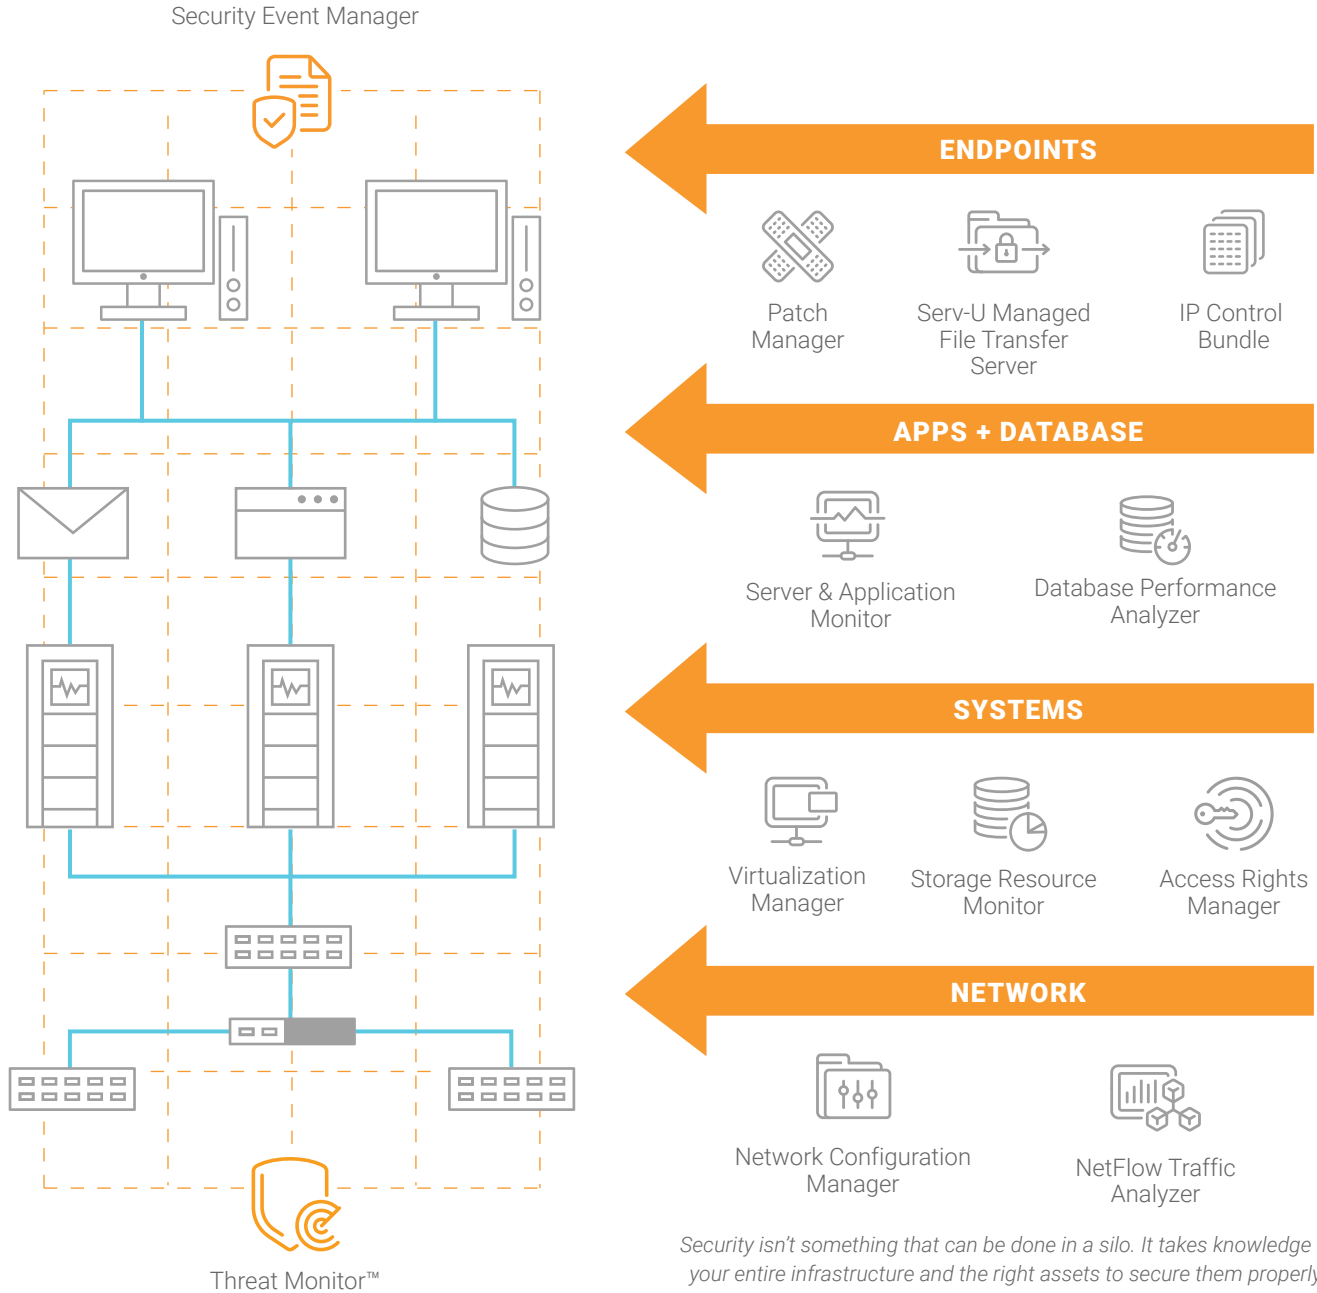 Security Event Manager
ENDPOINTS
Patch
Manager
Serv-U Managed
File Transfer
Server
IP Control
Bundle
APPS + DATABASE
Server & Application
Monitor
Database Performance
Analyzer
SYSTEMS
Virtualization
Manager
Storage Resource
Monitor
Access Rights
Manager
NETWORK
Network Configuration
Manager
NetFlow Traffic
Analyzer
Security isn't something that can be done in a silo. It takes knowledge
your entire infrastructure and the right assets to secure them properly
Threat Monitor™